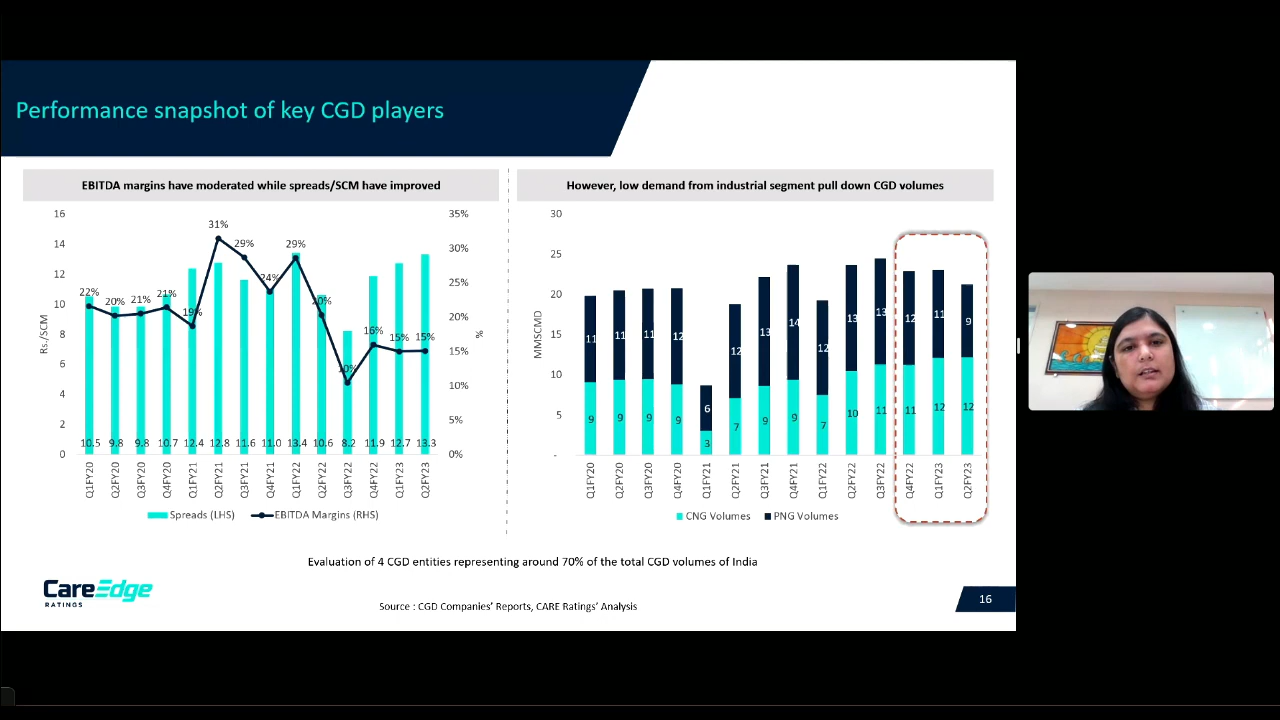 Performance snapshot of key CGD players
EBITDA margins have moderated while spreads/SCM have improved
16
14
12
10
8
6
4
2
0
Rs./SCM
35%
30%
25%
20%
15%
10%
5%
0%
%
22%
20%
21%
21%
19%
31%
29%
24%
29%
20%
10%
16%
15%
15%
10.5 9.8 9.8 10.7 12.4 12.8 11.6 11.0 13.4 10.6 8.2 11.9 12.7 13.3
Q1FY20 Q2FY20 Q3FY20 Q4FY20 Q1FY21 Q2FY21 Q3FY21 Q4FY21 Q1FY22 Q2FY22 Q3FY22 Q4FY22 Q1FY23 Q2FY23
Spreads (LHS) EBITDA Margins (RHS)
However, low demand from industrial segment pull down CGD volumes
30
25
20
15
10
5
-
MMSCMD
11 11 11 12 6 12 13 14 12 13 13 12 11 9
9 9 9 9 3 7 9 9 7 10 11 11 12 12
Q1FY20 Q2FY20 Q3FY20 Q4FY20 Q1FY21 Q2FY21 Q3FY21 Q4FY21 Q1FY22 Q2FY22 Q3FY22 Q4FY22 Q1FY23 Q2FY23
CNG Volumes PNG Volumes
Evaluation of 4 CGD entities representing around 70% of the total CGD volumes of India
CareEdge
RATINGS
Source : CGD Companies' Reports, CARE Ratings' Analysis
16